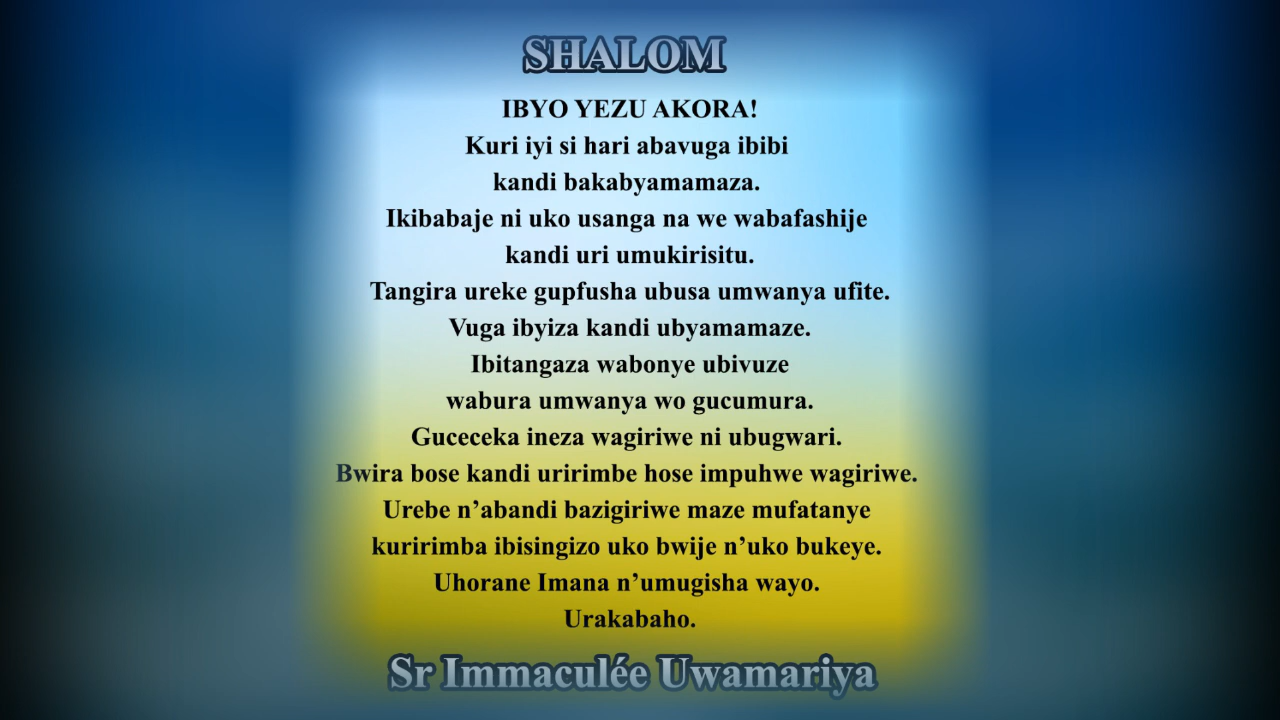 SHALOM
IBYO YEZU AKORA!
Kuri iyi si hari abavuga ibibi
kandi bakabyamamaza.
Ikibabaje ni uko usanga na we wabafashije
kandi uri umukirisitu.
Tangira ureke gupfusha ubusa umwanya ufite.
Vuga ibyiza kandi ubyamamaze.
Ibitangaza wabonye ubivuze
wabura umwanya wo gucumura.
Guceceka ineza wagiriwe ni ubugwari.
Bwira bose kandi uririmbe hose impuhwe wagiriwe.
Urebe n’abandi bazigiriwe maze mufatanye
kuririmba ibisingizo uko bwije n’uko bukeye.
Uhorane Imana n’umugisha wayo.
Urakabaho.
Sr Immaculée Uwamariya